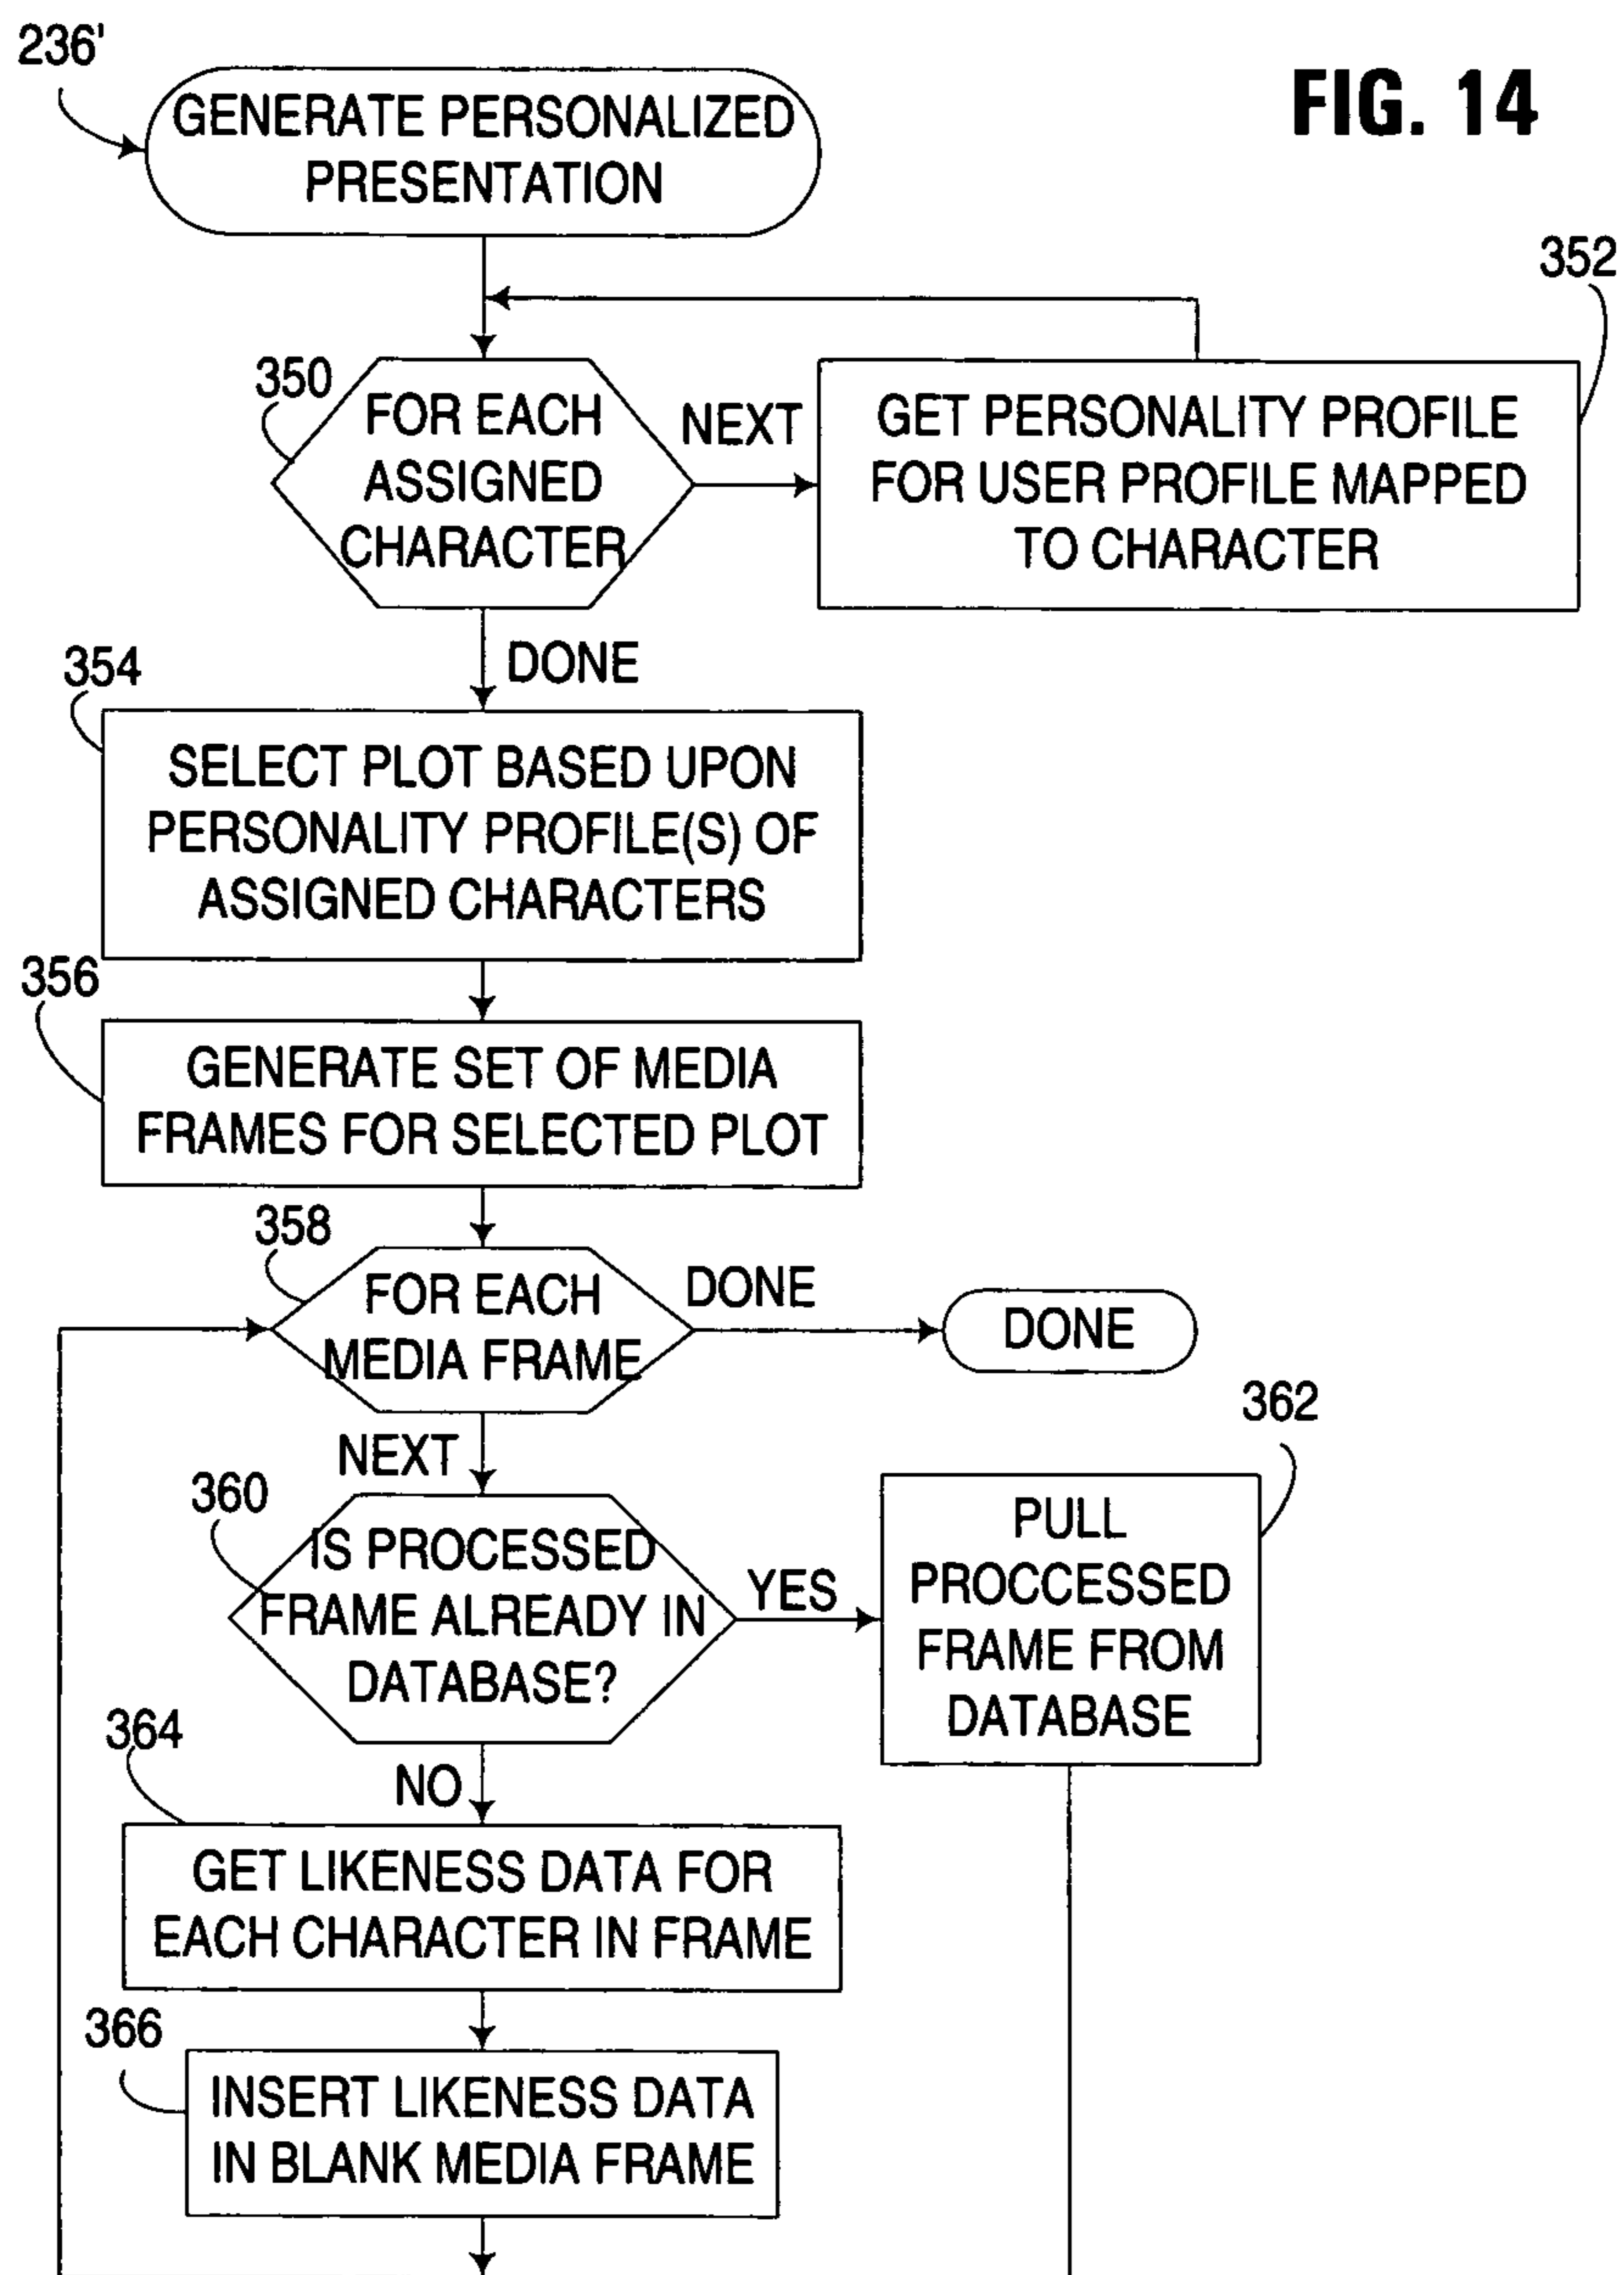 236'
FIG. 14
GENERATE PERSONALIZED
PRESENTATION
352
350
FOR EACH
ASSIGNED
CHARACTER
NEXT
GET PERSONALITY PROFILE
FOR USER PROFILE MAPPED
TO CHARACTER
DONE
354
SELECT PLOT BASED UPON
PERSONALITY PROFILE(S) OF
ASSIGNED CHARACTERS
356
GENERATE SET OF MEDIA
FRAMES FOR SELECTED PLOT
358
FOR EACH
MEDIA FRAME
DONE
DONE
NEXT
362
360
IS PROCESSED
FRAME ALREADY IN
DATABASE?
YES
PULL
PROCCESSED
FRAME FROM
DATABASE
NO
364
GET LIKENESS DATA FOR
EACH CHARACTER IN FRAME
366
INSERT LIKENESS DATA
IN BLANK MEDIA FRAME